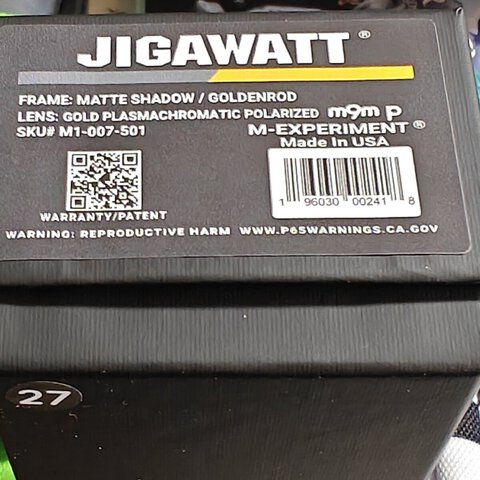 JIGAWATT®
FRAME: MATTE SHADOW / GOLDENROD
LENS: GOLD PLASMACHROMATIC POLARIZED m9m P
SKU# M1-007-501
M-EXPERIMENT®
Made In USA
1 96030 00241 8
WARRANTY/PATENT
WARNING: REPRODUCTIVE HARM WWW.P65WARNINGS.CA.GOV
27